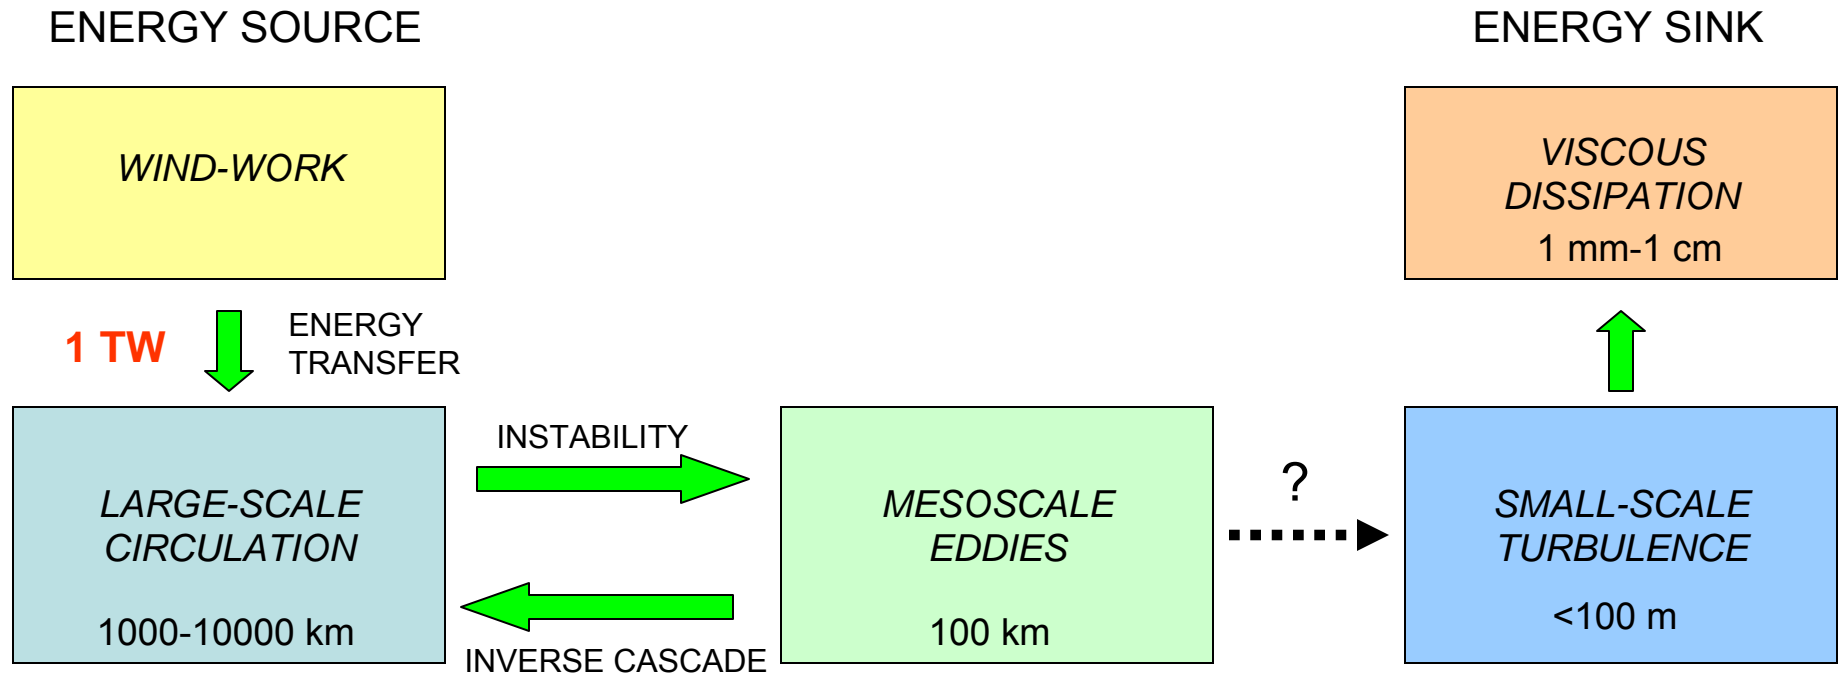 ENERGY SOURCE
ENERGY SINK
WIND-WORK
VISCOUS
DISSIPATION
1 mm-1 cm
1 TW
ENERGY
TRANSFER
LARGE-SCALE
CIRCULATION
1000-10000 km
INSTABILITY
INVERSE CASCADE
MESOSCALE
EDDIES
100 km
?
SMALL-SCALE
TURBULENCE
<100 m